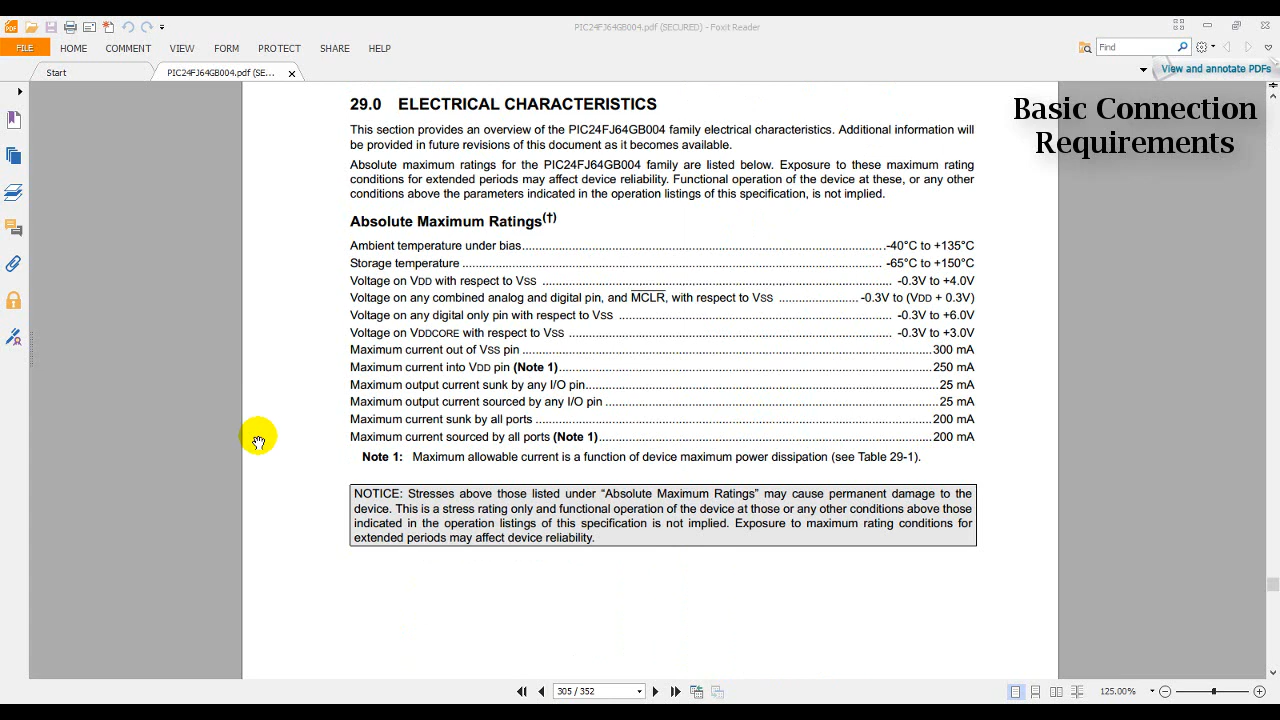 PIC24FJ64GB004.pdf (SECURED) - Foxit Reader
FILE HOME COMMENT VIEW FORM PROTECT SHARE HELP
Find
Start
PIC24FJ64GB004.pdf (SE...
View and annotate PDFs
Basic Connection
Requirements
29.0 ELECTRICAL CHARACTERISTICS
This section provides an overview of the PIC24FJ64GB004 family electrical characteristics. Additional information will
be provided in future revisions of this document as it becomes available.
Absolute maximum ratings for the PIC24FJ64GB004 family are listed below. Exposure to these maximum rating
conditions for extended periods may affect device reliability. Functional operation of the device at these, or any other
conditions above the parameters indicated in the operation listings of this specification, is not implied.
Absolute Maximum Ratings(†)
Ambient temperature under bias.......................................................................................................-40°C to +135°C
Storage temperature ........................................................................................................................ -65°C to +150°C
Voltage on VDD with respect to VSS ................................................................................................... -0.3V to +4.0V
Voltage on any combined analog and digital pin, and MCLR, with respect to VSS ........................ -0.3V to (VDD + 0.3V)
Voltage on any digital only pin with respect to VSS ............................................................................. -0.3V to +6.0V
Voltage on VDDCORE with respect to VSS ........................................................................................... -0.3V to +3.0V
Maximum current out of VSS pin ...............................................................................................................300 mA
Maximum current into VDD pin (Note 1).....................................................................................................250 mA
Maximum output current sunk by any I/O pin..............................................................................................25 mA
Maximum output current sourced by any I/O pin .........................................................................................25 mA
Maximum current sunk by all ports ............................................................................................................200 mA
Maximum current sourced by all ports (Note 1)..........................................................................................200 mA
Note 1: Maximum allowable current is a function of device maximum power dissipation (see Table 29-1).
NOTICE: Stresses above those listed under “Absolute Maximum Ratings” may cause permanent damage to the
device. This is a stress rating only and functional operation of the device at those or any other conditions above those
indicated in the operation listings of this specification is not implied. Exposure to maximum rating conditions for
extended periods may affect device reliability.
305 / 352
125.00%